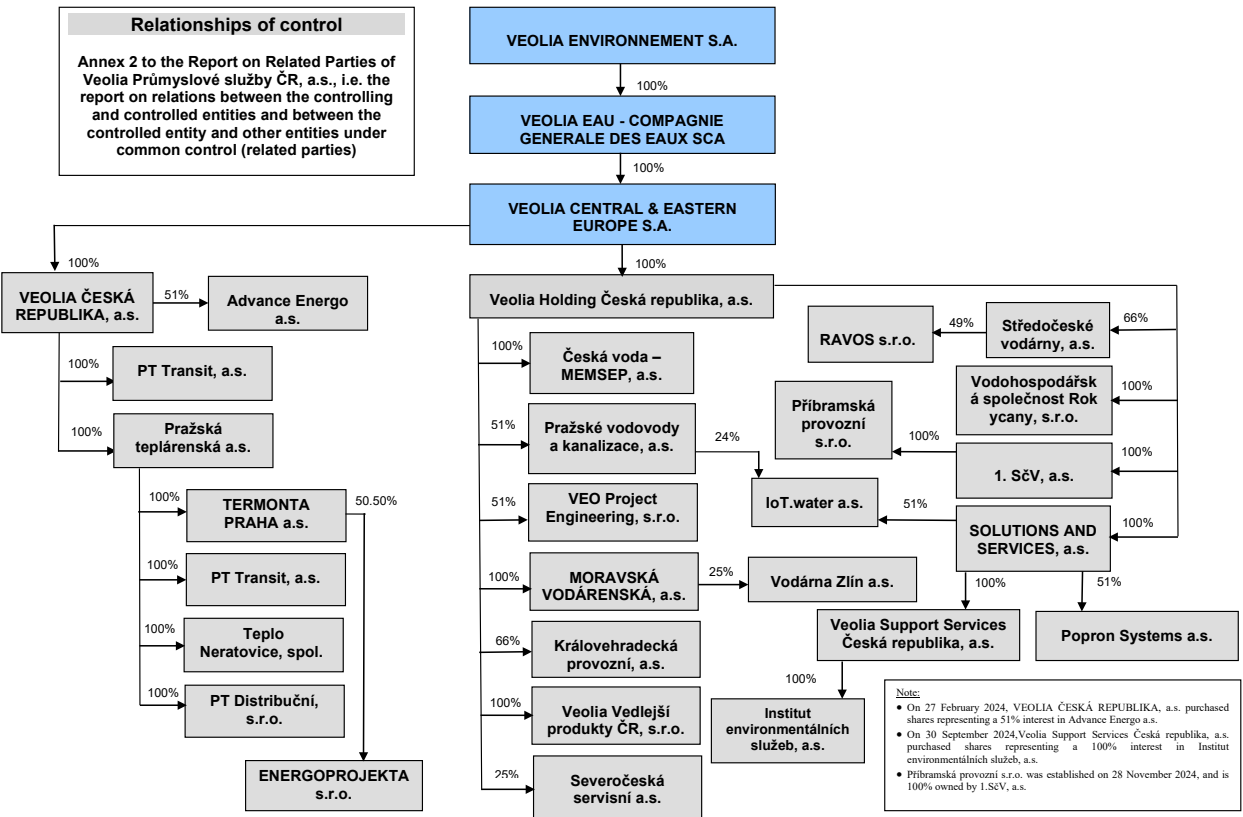 Relationships of control
Annex 2 to the Report on Related Parties of
Veolia Průmyslové služby ČR, a.s., i.e. the
report on relations between the controlling
and controlled entities and between the
controlled entity and other entities under
common control (related parties)
VEOLIA ENVIRONNEMENT S.A.
100%
VEOLIA EAU - COMPAGNIE
GENERALE DES EAUX SCA
100%
VEOLIA CENTRAL & EASTERN
EUROPE S.A.
100%
100%
VEOLIA ČESKÁ
REPUBLIKA, a.s.
51%
Advance Energo
a.s.
100%
PT Transit, a.s.
100%
Pražská
teplárenská a.s.
100%
TERMONTA
PRAHA a.s.
50.50%
100%
PT Transit, a.s.
100%
Teplo
Neratovice, spol.
100%
PT Distribuční,
s.r.o.
ENERGOPROJEKTA
s.r.o.
Veolia Holding Česká republika, a.s.
100%
Česká voda –
MEMSEP, a.s.
51%
Pražské vodovody
a kanalizace, a.s.
24%
51%
VEO Project
Engineering, s.r.o.
100%
MORAVSKÁ
VODÁRENSKÁ, a.s.
25%
Vodárna Zlín a.s.
66%
Královehradecká
provozní, a.s.
100%
Veolia Vedlejší
produkty ČR, s.r.o.
25%
Severočeská
servisní a.s.
RAVOS s.r.o.
49%
Středočeské
vodárny, a.s.
66%
Vodohospodářsk
á společnost Rok
ycany, s.r.o.
100%
Příbramská
provozní
s.r.o.
100%
1. SčV, a.s.
100%
IoT.water a.s.
51%
SOLUTIONS AND
SERVICES, a.s.
100%
100%
51%
Veolia Support Services
Česká republika, a.s.
Popron Systems a.s.
100%
Institut
environmentálních
služeb, a.s.
Note:
• On 27 February 2024, VEOLIA ČESKÁ REPUBLIKA, a.s. purchased
shares representing a 51% interest in Advance Energo a.s.
• On 30 September 2024,Veolia Support Services Česká republika, a.s.
purchased shares representing a 100% interest in Institut
environmentálních služeb, a.s.
• Příbramská provozní s.r.o. was established on 28 November 2024, and is
100% owned by 1.SčV, a.s.